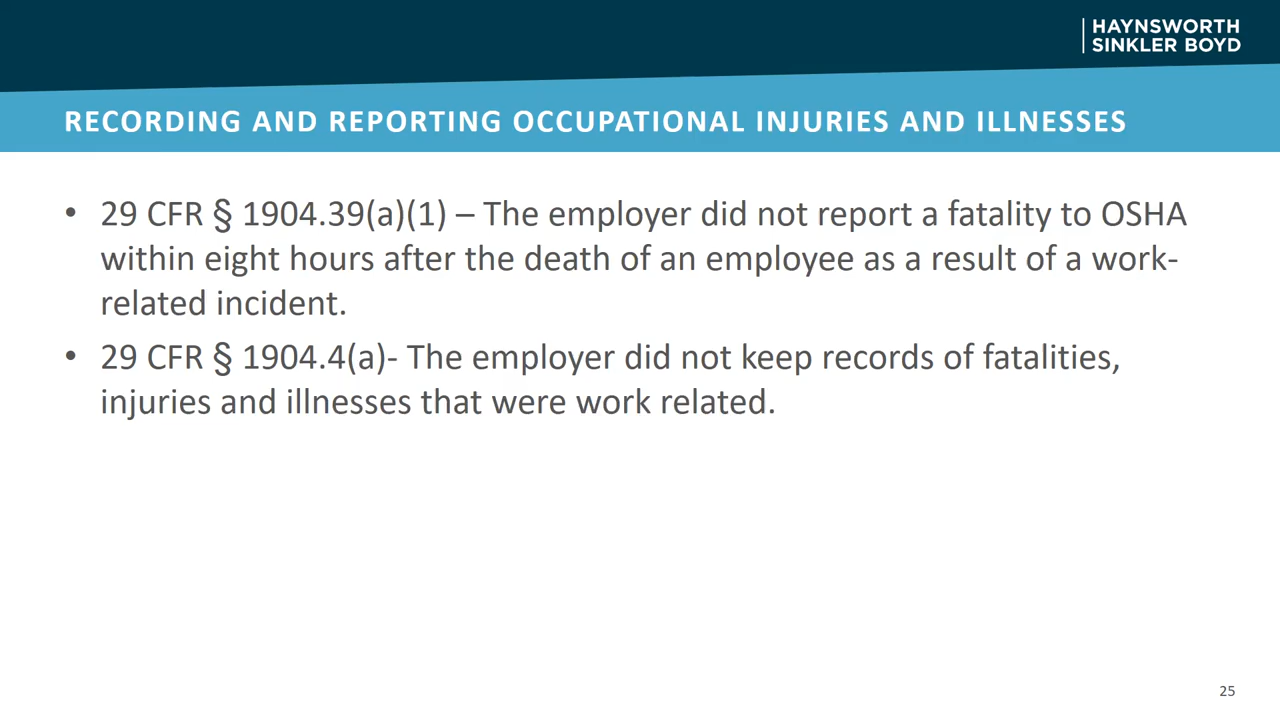 HAYNSWORTH
SINKLER BOYD
RECORDING AND REPORTING OCCUPATIONAL INJURIES AND ILLNESSES
• 29 CFR § 1904.39(a)(1) – The employer did not report a fatality to OSHA
within eight hours after the death of an employee as a result of a work-
related incident.
• 29 CFR § 1904.4(a)- The employer did not keep records of fatalities,
injuries and illnesses that were work related.
25